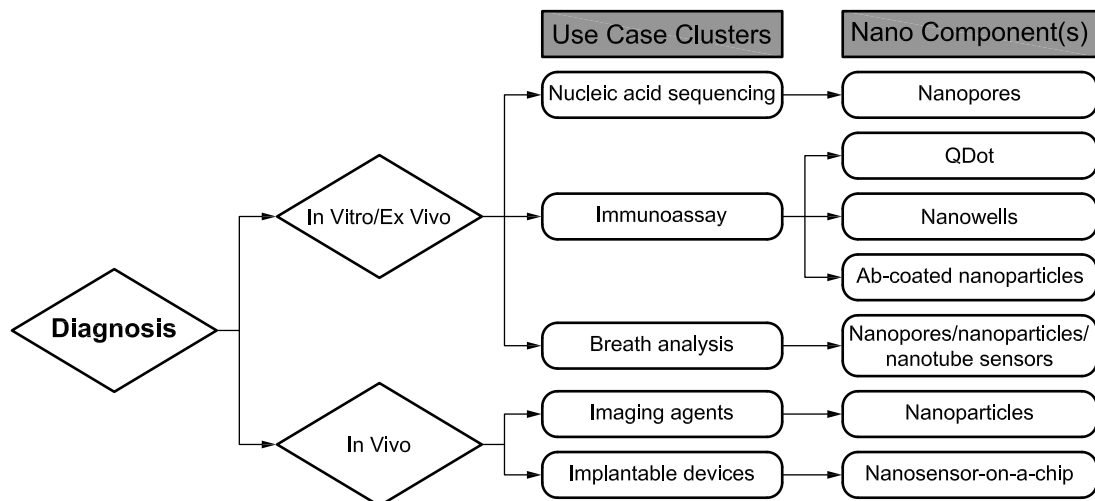 Use Case Clusters
Nano Component(s)
Nucleic acid sequencing
Nanopores
QDot
In Vitro/Ex Vivo
Immunoassay
Nanowells
Ab-coated nanoparticles
Diagnosis
Breath analysis
Nanopores/nanoparticles/
nanotube sensors
Imaging agents
Nanoparticles
In Vivo
Implantable devices
Nanosensor-on-a-chip